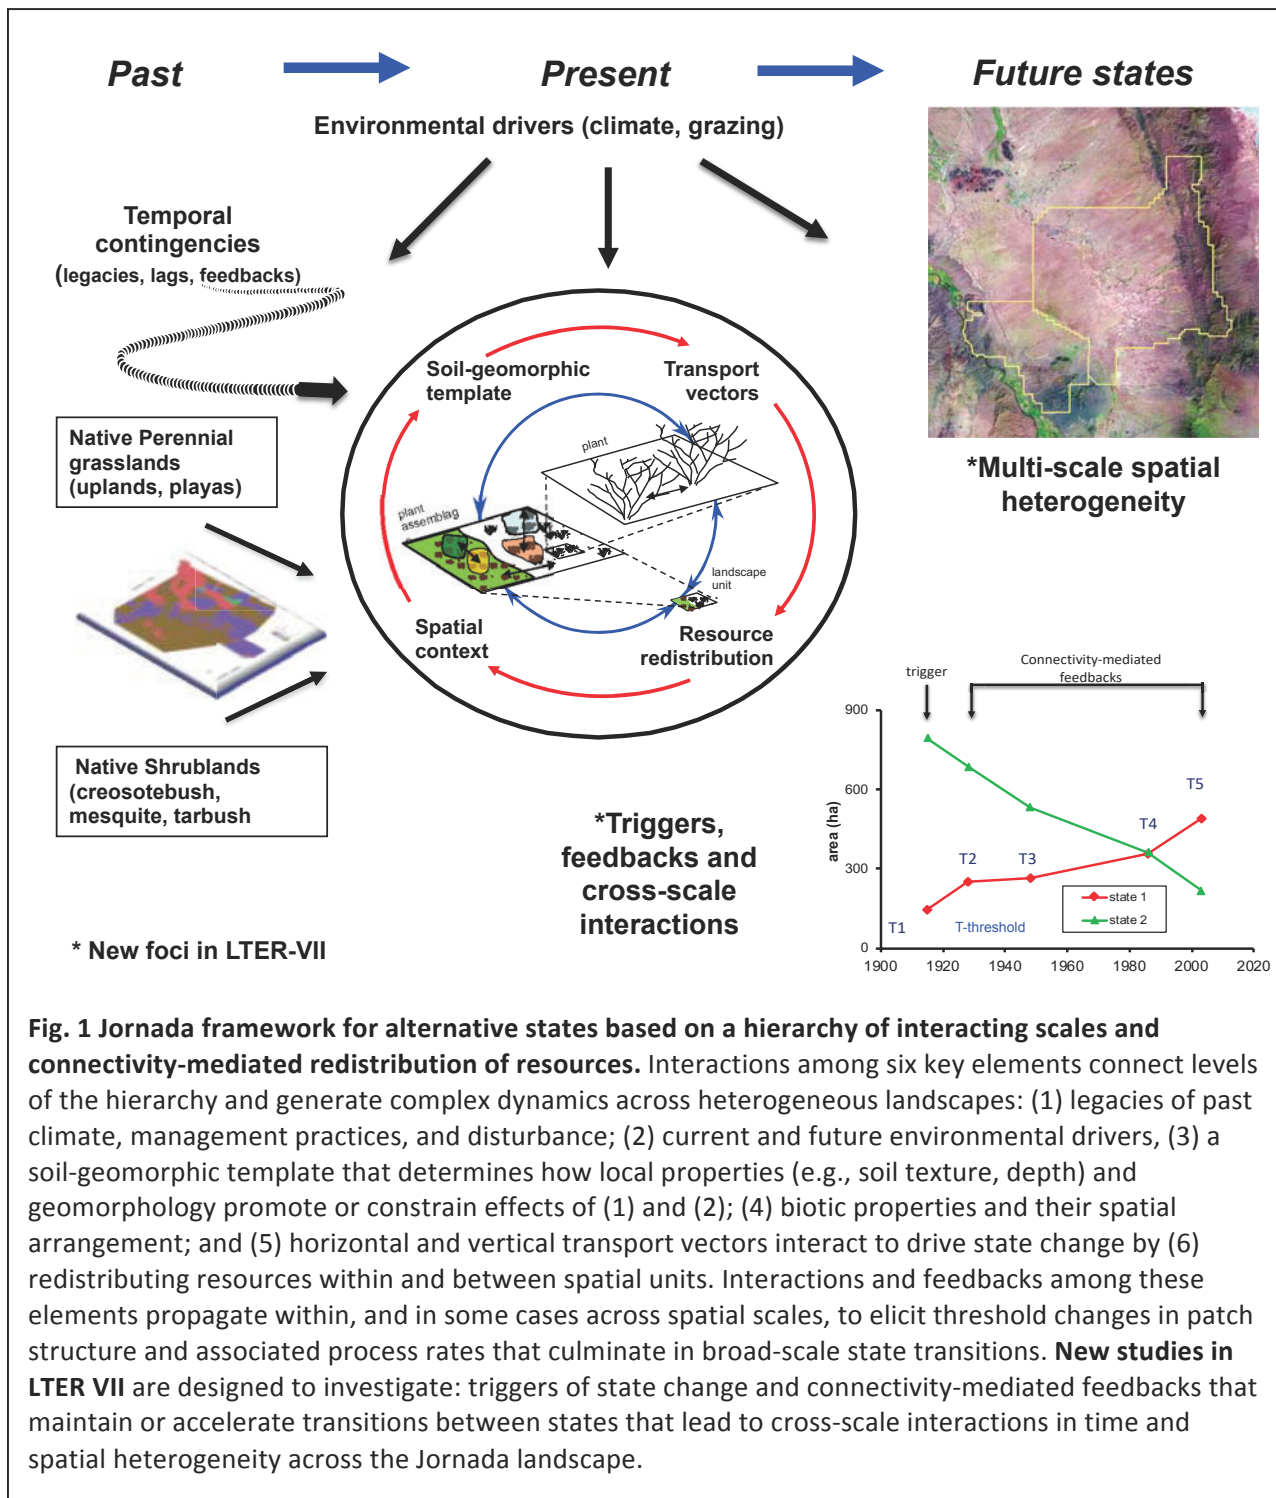 Past
Present
Future states
Environmental drivers (climate, grazing)
Temporal
contingencies
(legacies, lags, feedbacks)
Native Perennial
grasslands
(uplands, playas)
Native Shrublands
(creosotebush,
mesquite, tarbush
* New foci in LTER-VII
Soil-geomorphic
template
Transport
vectors
plant
plant
assemblag
landscape
unit
Spatial
context
Resource
redistribution
*Triggers,
feedbacks and
cross-scale
interactions
*Multi-scale spatial
heterogeneity
trigger
Connectivity-mediated
feedbacks
900
600
300
0
area (ha)
T1
T2
T3
T4
T5
T-threshold
state 1
state 2
1900
1920
1940
1960
1980
2000
2020
Fig. 1 Jornada framework for alternative states based on a hierarchy of interacting scales and
connectivity-mediated redistribution of resources. Interactions among six key elements connect levels
of the hierarchy and generate complex dynamics across heterogeneous landscapes: (1) legacies of past
climate, management practices, and disturbance; (2) current and future environmental drivers, (3) a
soil-geomorphic template that determines how local properties (e.g., soil texture, depth) and
geomorphology promote or constrain effects of (1) and (2); (4) biotic properties and their spatial
arrangement; and (5) horizontal and vertical transport vectors interact to drive state change by (6)
redistributing resources within and between spatial units. Interactions and feedbacks among these
elements propagate within, and in some cases across spatial scales, to elicit threshold changes in patch
structure and associated process rates that culminate in broad-scale state transitions. New studies in
LTER VII are designed to investigate: triggers of state change and connectivity-mediated feedbacks that
maintain or accelerate transitions between states that lead to cross-scale interactions in time and
spatial heterogeneity across the Jornada landscape.